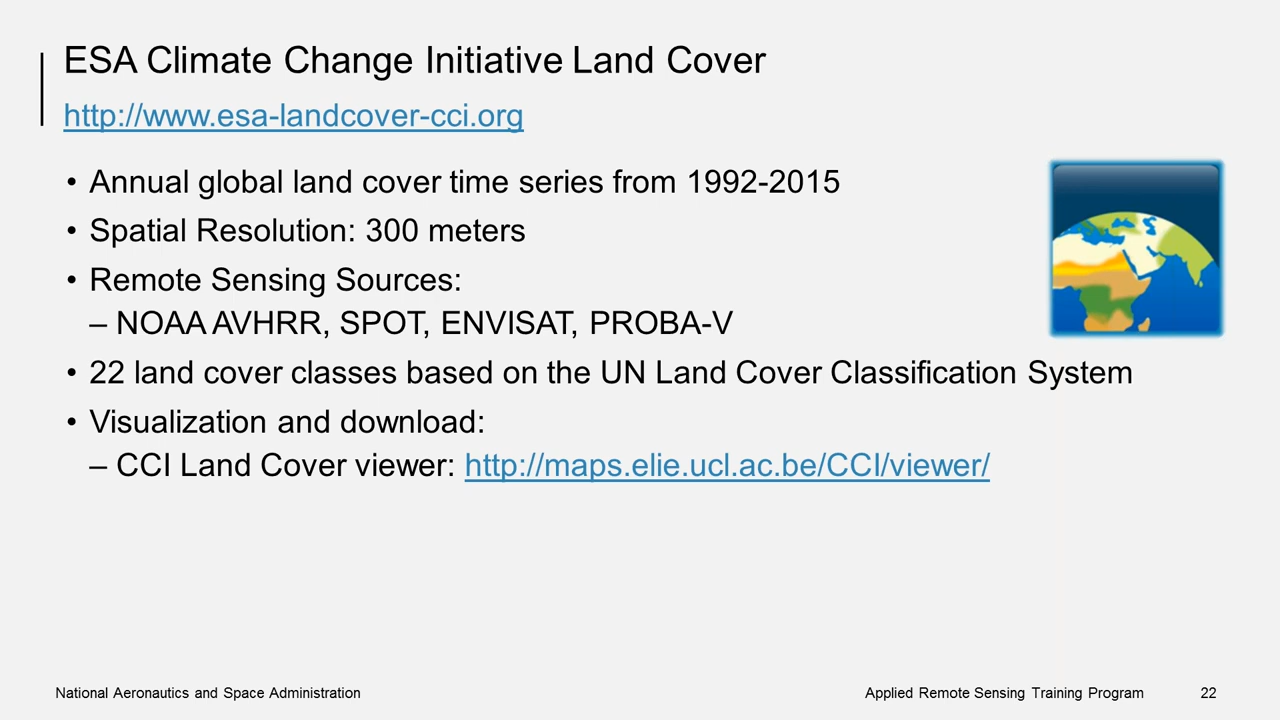 ESA Climate Change Initiative Land Cover
http://www.esa-landcover-cci.org
• Annual global land cover time series from 1992-2015
• Spatial Resolution: 300 meters
• Remote Sensing Sources:
– NOAA AVHRR, SPOT, ENVISAT, PROBA-V
• 22 land cover classes based on the UN Land Cover Classification System
• Visualization and download:
– CCI Land Cover viewer: http://maps.elie.ucl.ac.be/CCI/viewer/
National Aeronautics and Space Administration
Applied Remote Sensing Training Program
22